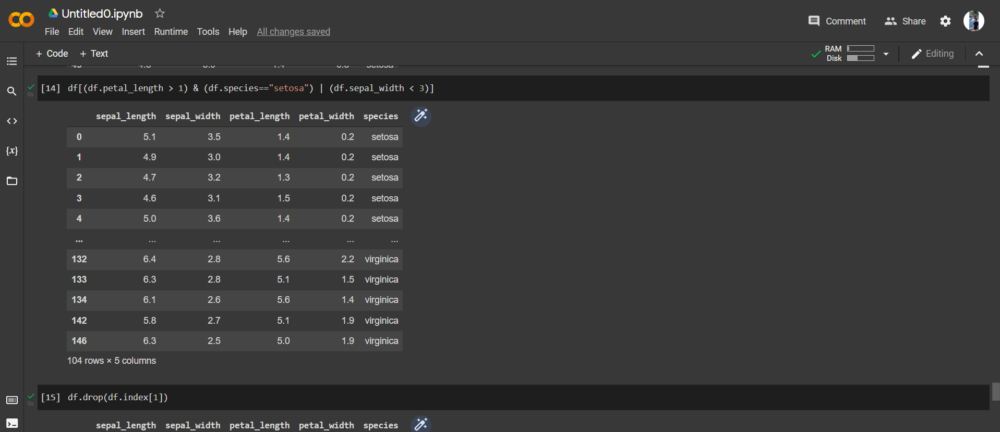 Untitled0.ipynb
File Edit View Insert Runtime Tools Help All changes saved
Comment Share
+ Code + Text
RAM
Disk
Editing
[14] df[(df.petal_length > 1) & (df.species=="setosa") | (df.sepal_width < 3)]
0s
sepal_length sepal_width petal_length petal_width species
0 5.1 3.5 1.4 0.2 setosa
1 4.9 3.0 1.4 0.2 setosa
2 4.7 3.2 1.3 0.2 setosa
3 4.6 3.1 1.5 0.2 setosa
4 5.0 3.6 1.4 0.2 setosa
... ... ... ... ... ...
132 6.4 2.8 5.6 2.2 virginica
133 6.3 2.8 5.1 1.5 virginica
134 6.1 2.6 5.6 1.4 virginica
142 5.8 2.7 5.1 1.9 virginica
146 6.3 2.5 5.0 1.9 virginica
104 rows × 5 columns
[15] df.drop(df.index[1])
0s
sepal_length sepal_width petal_length petal_width species